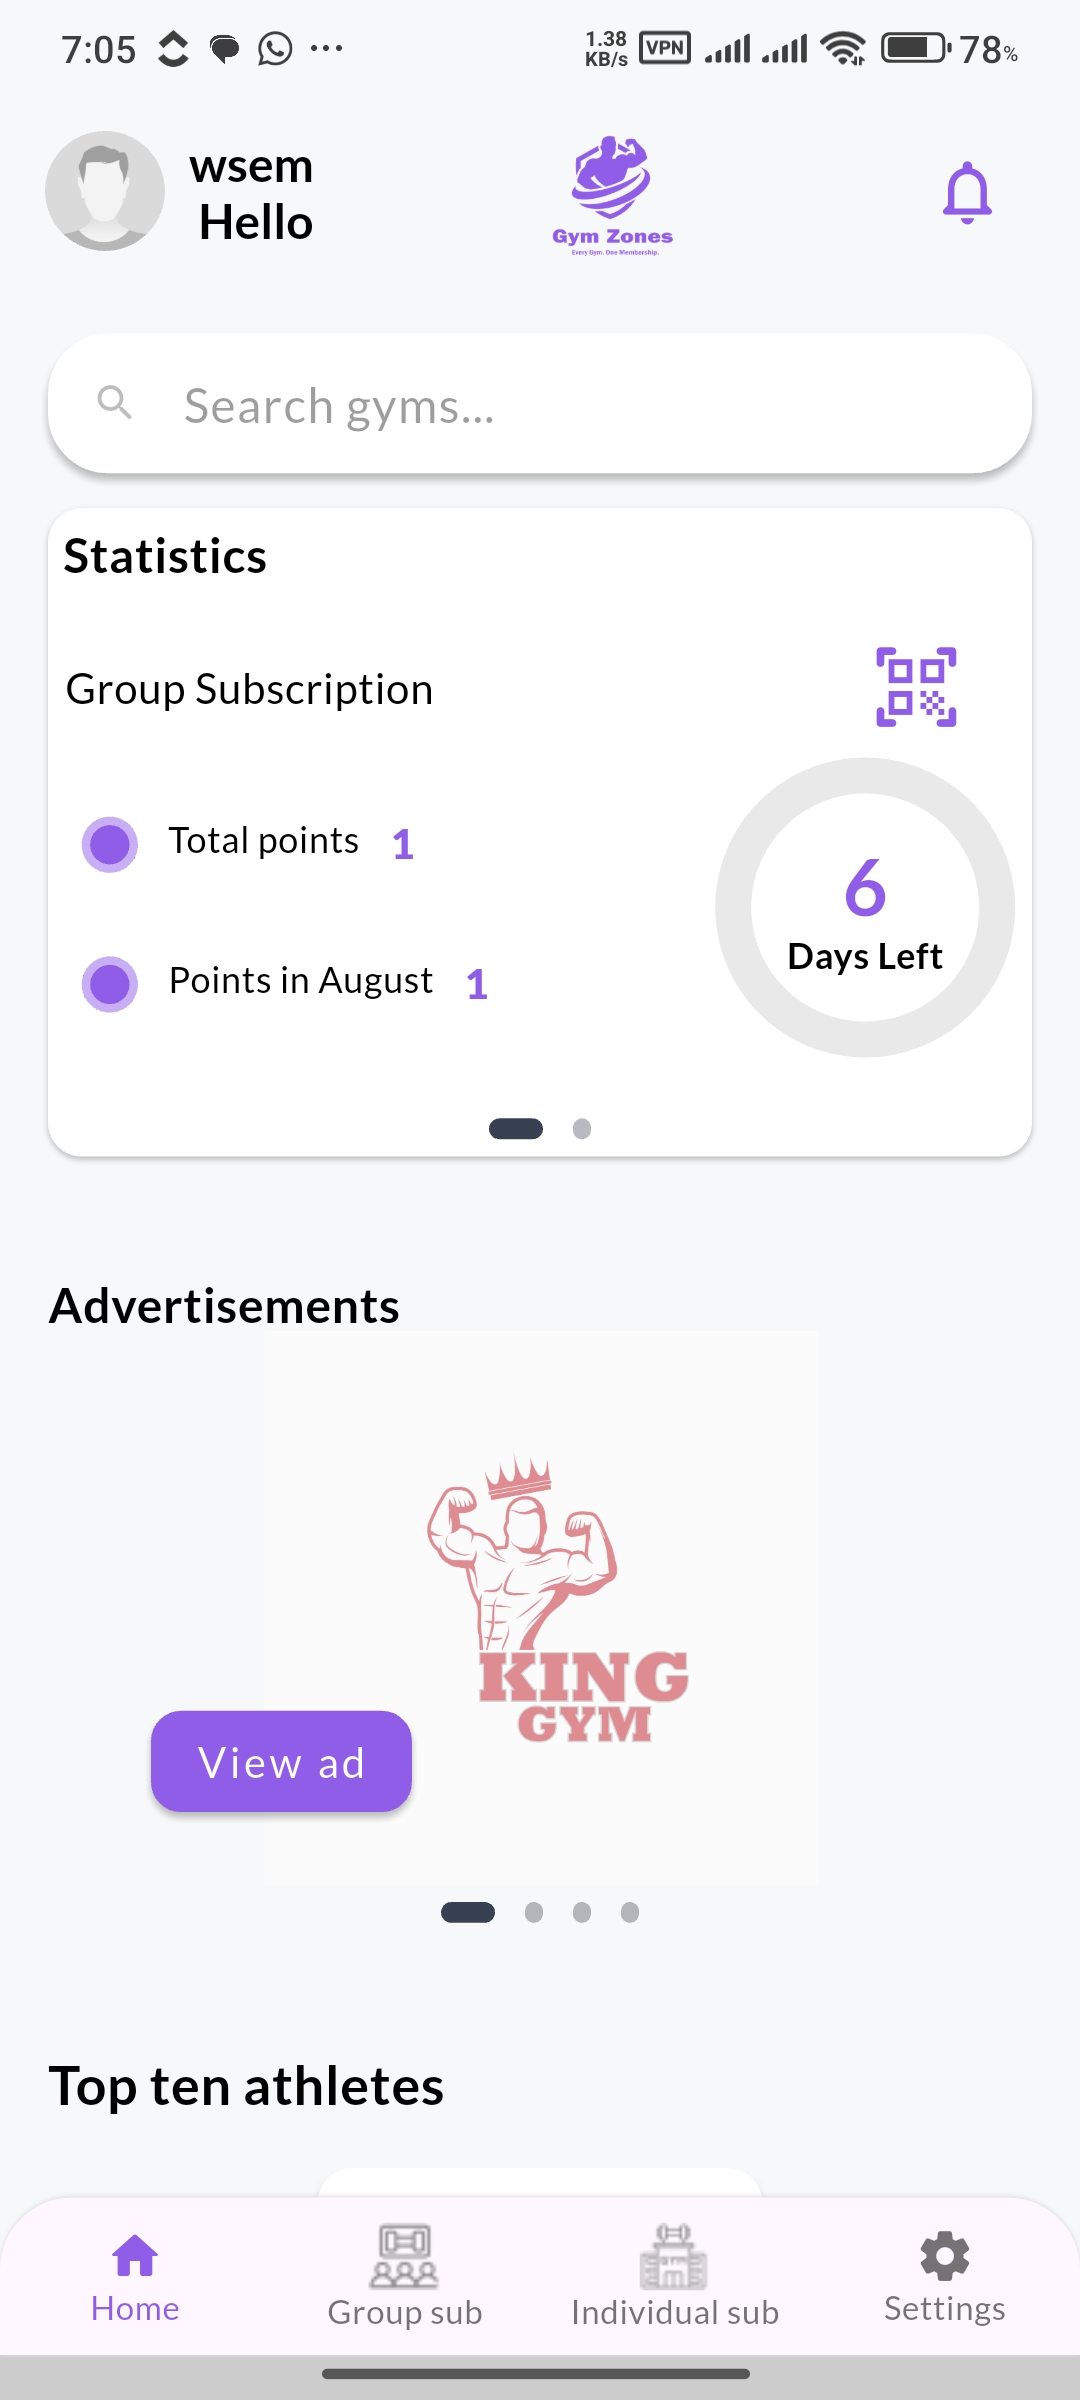 7:05
1.38
KB/s
VPN
78%
wsem
Hello
Gym Zones
Every Gym. One Membership.
Search gyms...
Statistics
Group Subscription
Total points 1
Points in August 1
6
Days Left
Advertisements
KING
GYM
View ad
Top ten athletes
Home
Group sub
GYM
Individual sub
Settings